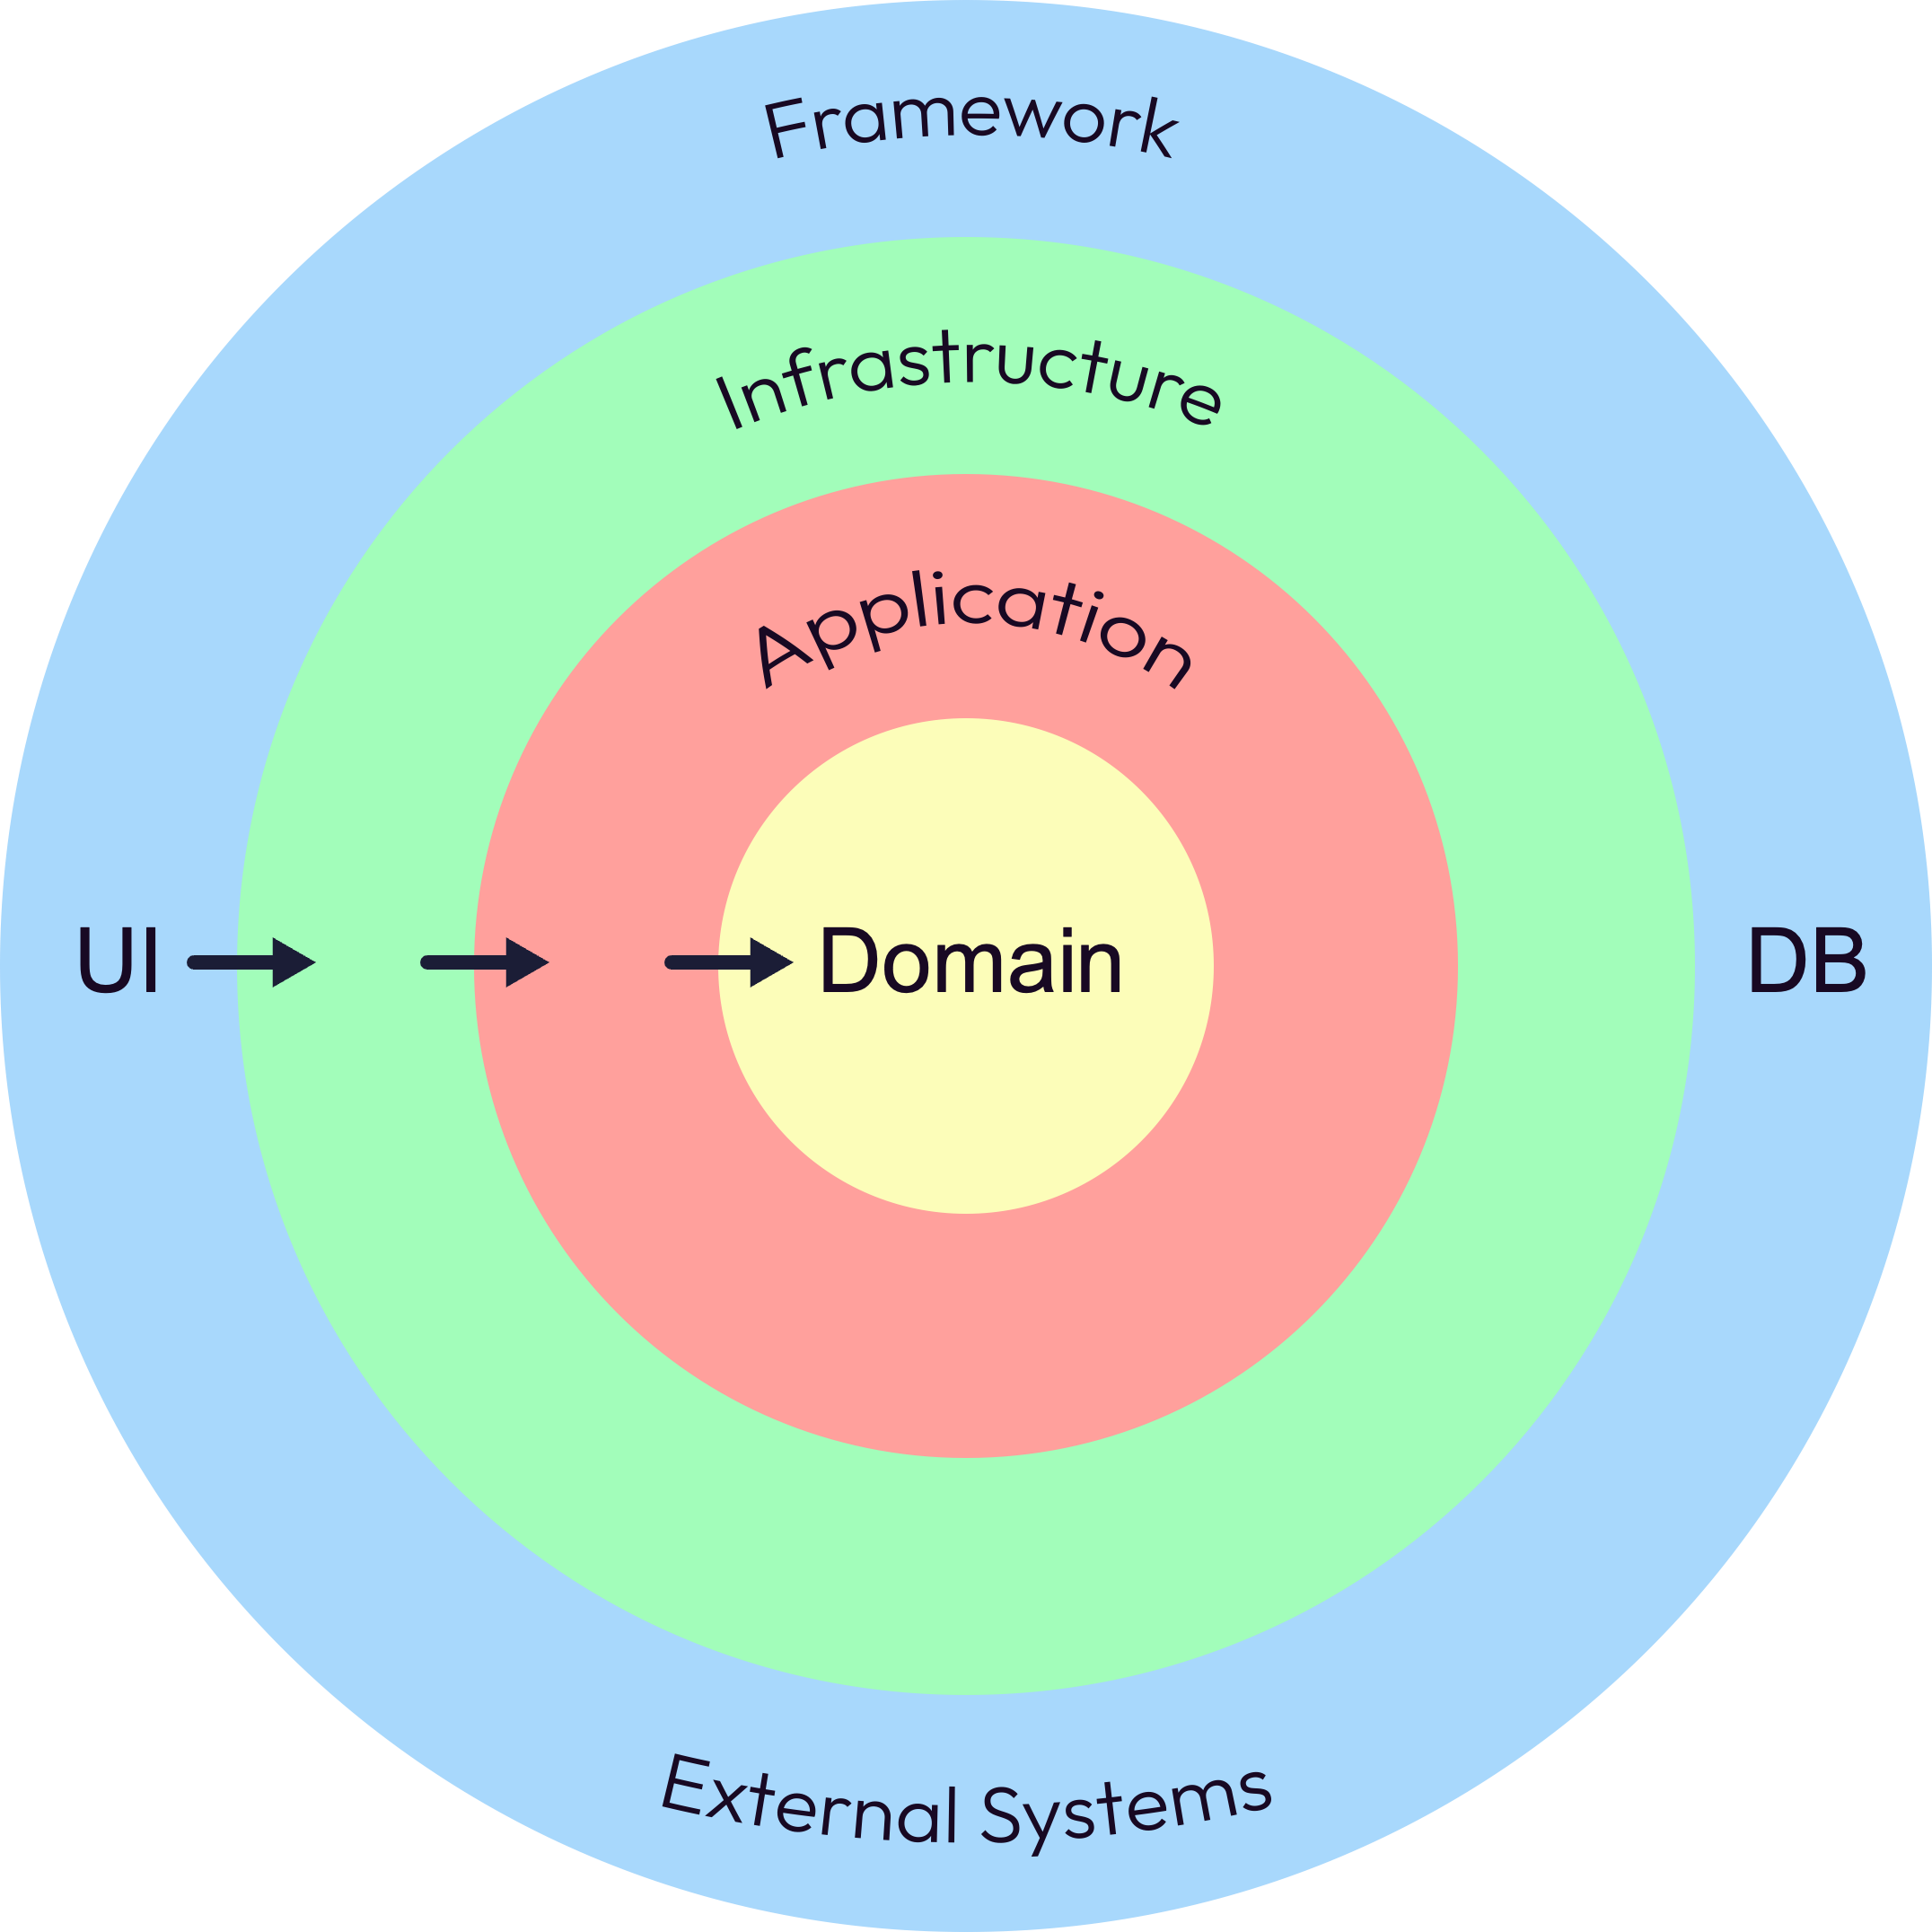 Framework
Infrastructure
Application
UI
Domain
DB
External Systems